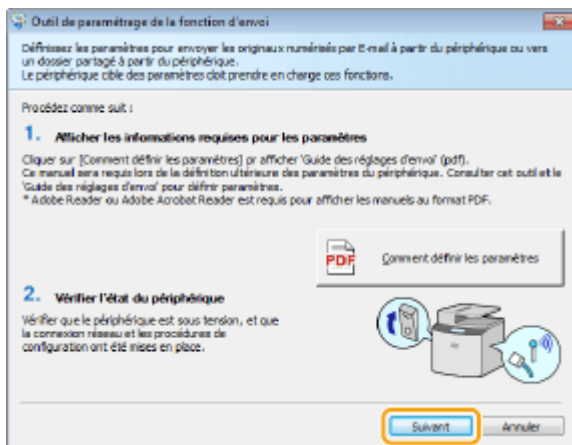 Outil de paramétrage de la fonction d'envoi
Définissez les paramètres pour envoyer les originaux numérisés par E-mail à partir du périphérique ou vers
un dossier partagé à partir du périphérique.
Le périphérique cible des paramètres doit prendre en charge ces fonctions.
Procédez comme suit :
1. Afficher les informations requises pour les paramètres
Cliquer sur [Comment définir les paramètres] pr afficher 'Guide des réglages d'envoi' (pdf).
Ce manuel sera requis lors de la définition ultérieure des paramètres du périphérique. Consulter cet outil et le
'Guide des réglages d'envoi' pour définir paramètres.
* Adobe Reader ou Adobe Acrobat Reader est requis pour afficher les manuels au format PDF.
PDF
Comment définir les paramètres
2. Vérifier l'état du périphérique
Vérifier que le périphérique est sous tension, et que
la connexion réseau et les procédures de
configuration ont été mises en place.
Suivant
Annuler